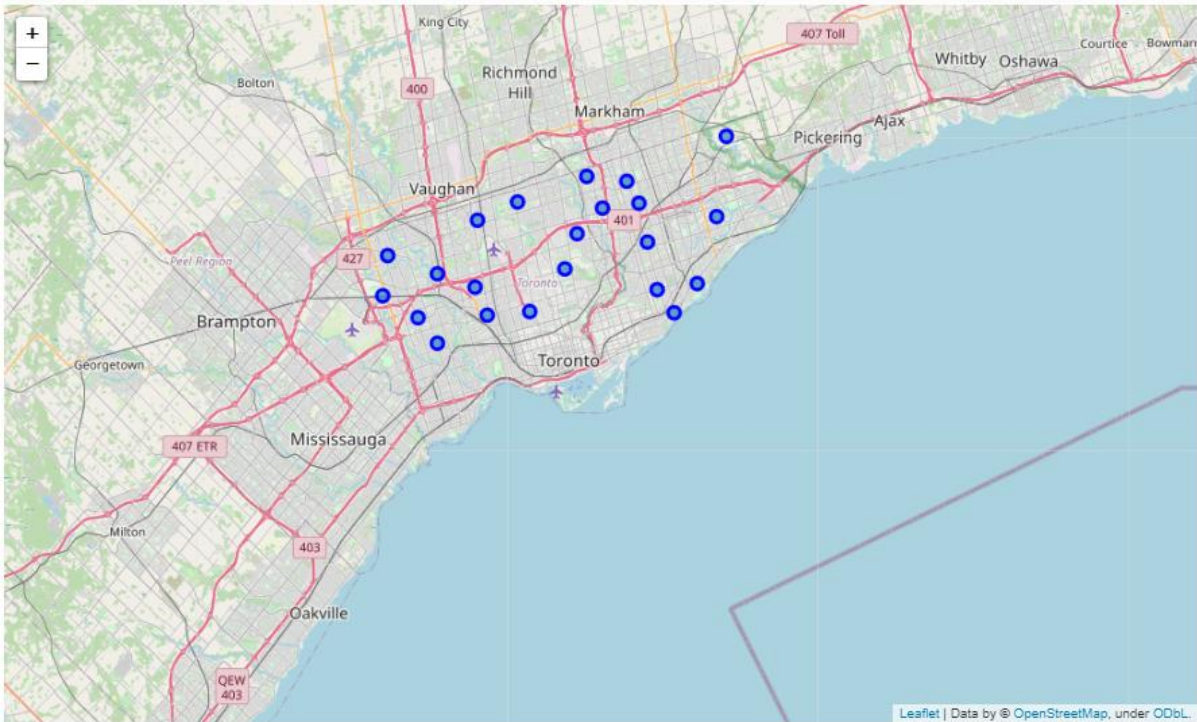 +
−
King City
407 Toll
Courtice
Bowman
Whitby
Oshawa
Bolton
400
Richmond
Hill
Markham
Ajax
Pickering
Vaughan
401
427
Peel Region
Toronto
Brampton
Georgetown
Toronto
407 ETR
Mississauga
Milton
403
Oakville
QEW
403
Leaflet | Data by © OpenStreetMap, under ODbL.